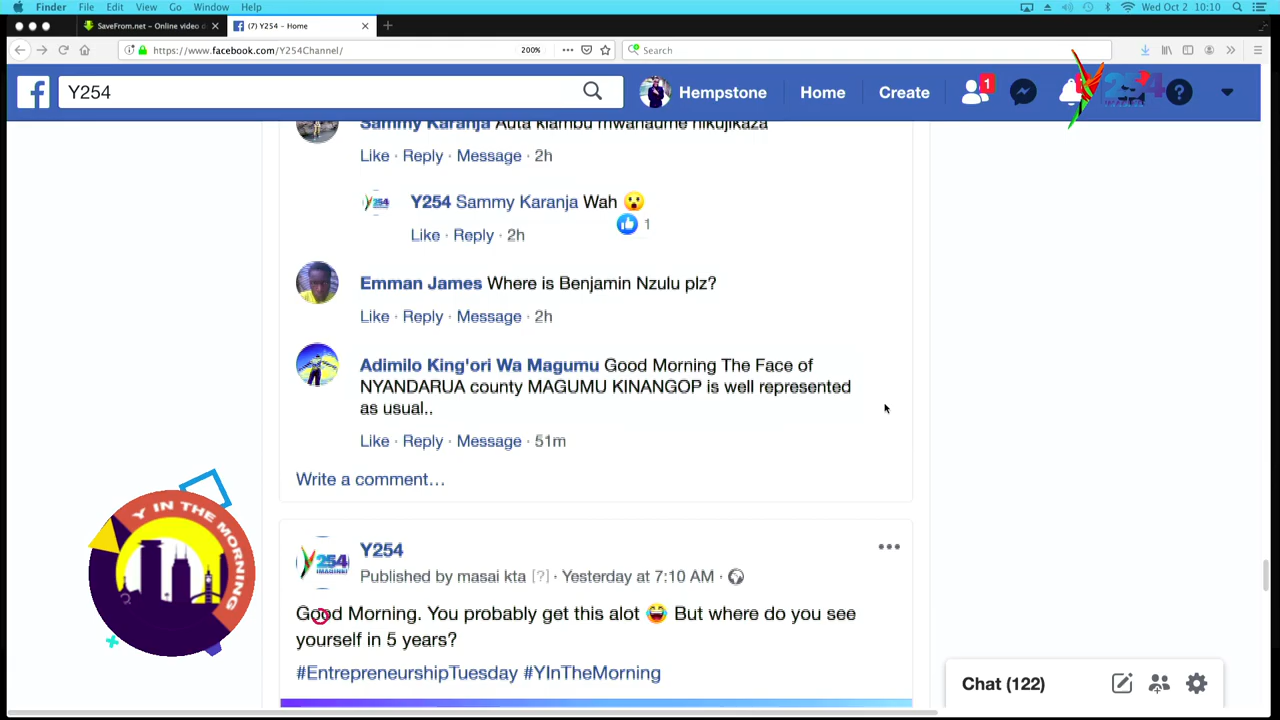 Finder File Edit View Go Window Help Wed Oct 2 10:10
SaveFrom.net – Online video d
(7) Y254 - Home
https://www.facebook.com/Y254Channel/ 200% Search
Y254 Hempstone Home Create 1
254
Sammy Karanja Auta kiambu mwanaume nikujikaza
Like · Reply · Message · 2h
Y254 Sammy Karanja Wah 😮
1
Like · Reply · 2h
Emman James Where is Benjamin Nzulu plz?
Like · Reply · Message · 2h
Adimilo King'ori Wa Magumu Good Morning The Face of
NYANDARUA county MAGUMU KINANGOP is well represented
as usual..
Like · Reply · Message · 51m
Write a comment…
Y IN THE MORNING
Y254
254
IMAGINKI
Published by masai kta [?] · Yesterday at 7:10 AM ·
Good Morning. You probably get this alot 😂 But where do you see
yourself in 5 years?
#EntrepreneurshipTuesday #YInTheMorning
Chat (122)